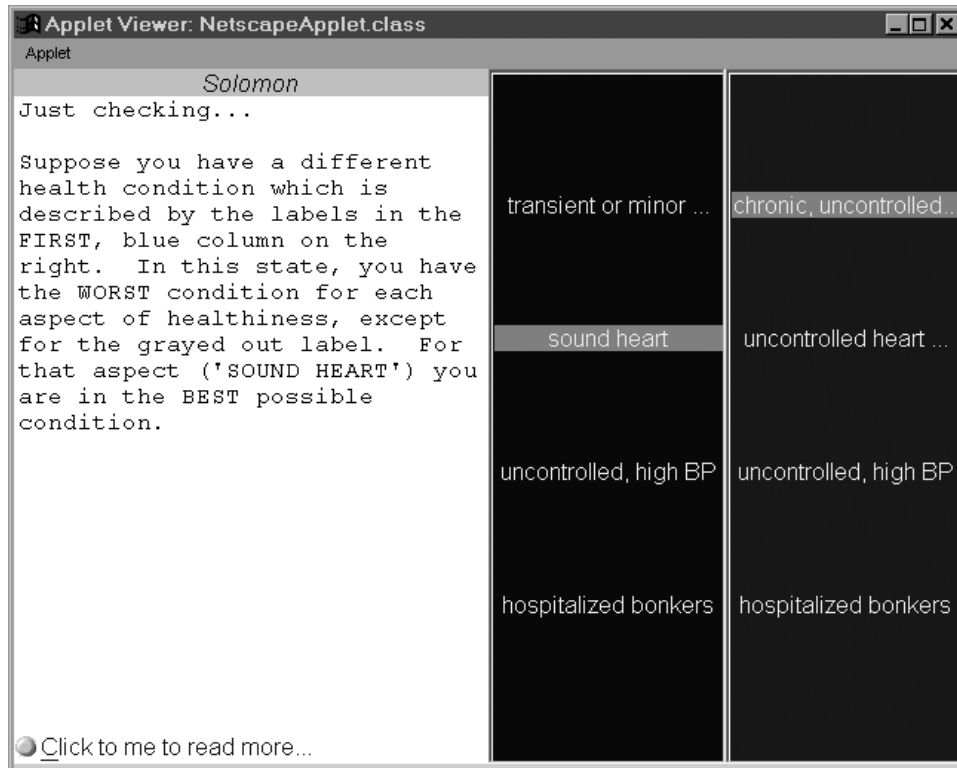 Applet Viewer: NetscapeApplet.class
Applet
Solomon
Just checking...
Suppose you have a different
health condition which is
described by the labels in the
FIRST, blue column on the
right.  In this state, you have
the WORST condition for each
aspect of healthiness, except
for the grayed out label.  For
that aspect ('SOUND HEART') you
are in the BEST possible
condition.
Click to me to read more...
transient or minor ...
sound heart
uncontrolled, high BP
hospitalized bonkers
chronic, uncontrolled...
uncontrolled heart ...
uncontrolled, high BP
hospitalized bonkers